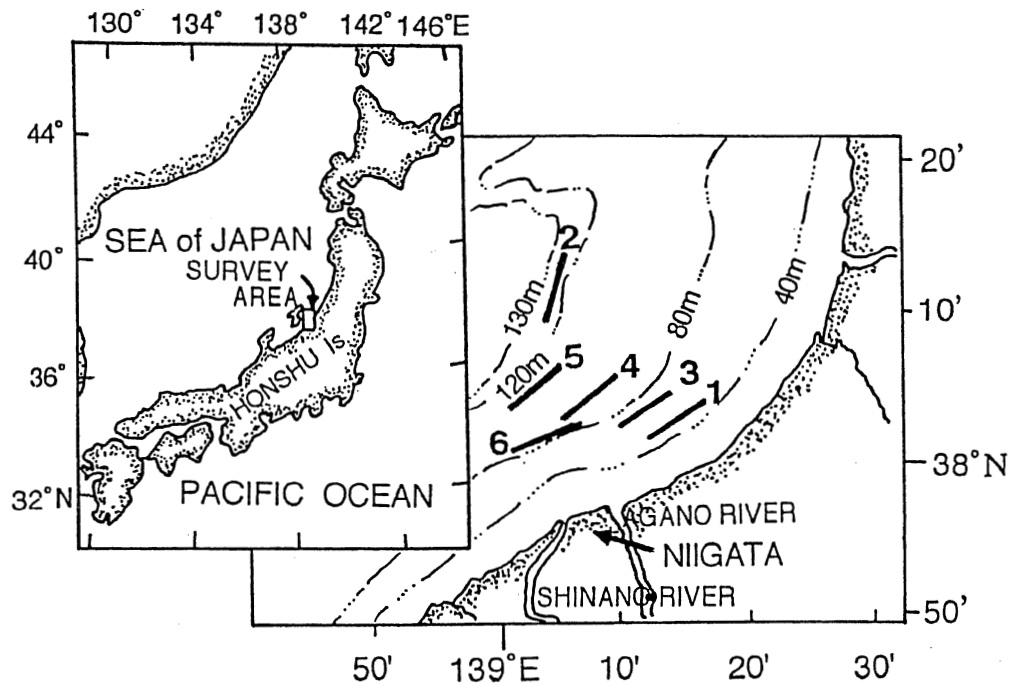 130° 134° 138° 142° 146°E
44°
40°
36°
32°N
SEA of JAPAN
SURVEY
AREA
HONSHU Is.
PACIFIC OCEAN
20'
10'
38°N
50'
2
130m
80m
40m
120m
5
4
3
1
6
AGANO RIVER
NIIGATA
SHINANO RIVER
50' 139°E 10' 20' 30'